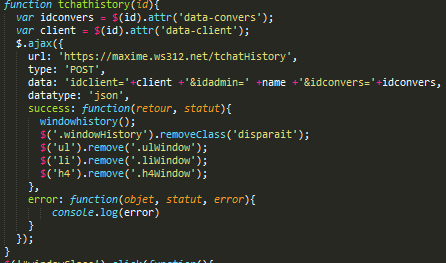 function tchathistory(id){
var idconvers = $(id).attr('data-convers');
var client = $(id).attr('data-client');
$.ajax({
url: 'https://maxime.ws312.net/tchatHistory',
type: 'POST',
data: 'idclient='+client +'&idadmin=' +name +'&idconvers='+idconvers,
datatype: 'json',
success: function(retour, statut){
windowhistory();
$('.windowHistory').removeClass('disparait');
$('ul').remove('.ulWindow');
$('li').remove('.liWindow');
$('h4').remove('.h4Window');
},
error: function(objet, statut, error){
console.log(error)
}
});
}